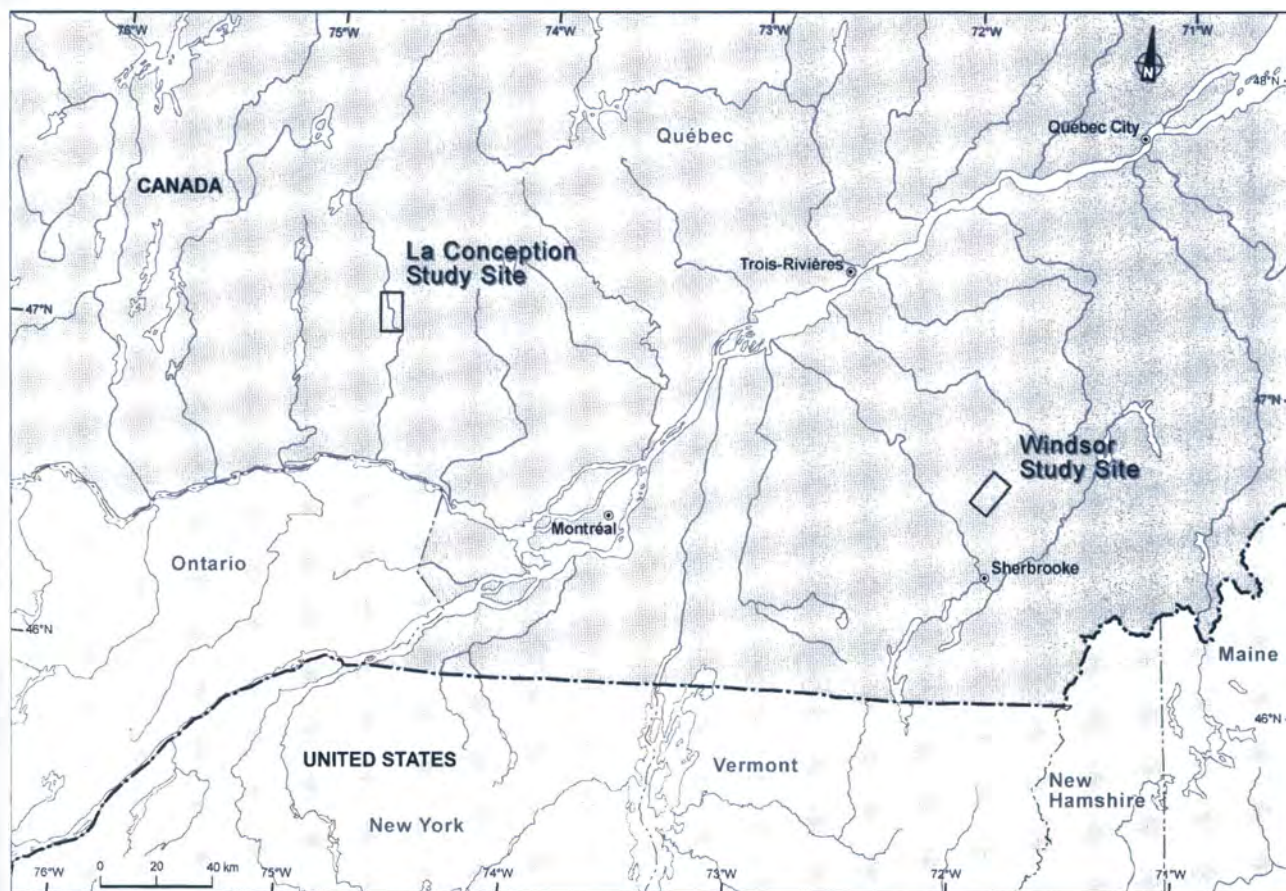 76°W 75°W 74°W 73°W 72°W 71°W
N
48°N
Québec
Québec City
CANADA
La Conception
Study Site
Trois-Rivières
47°N
47°N
Windsor
Study Site
Montréal
Ontario
Sherbrooke
46°N
Maine
46°N
UNITED STATES
Vermont
New
Hamshire
New York
0 20 40 km
76°W 75°W 74°W 73°W 72°W 71°W